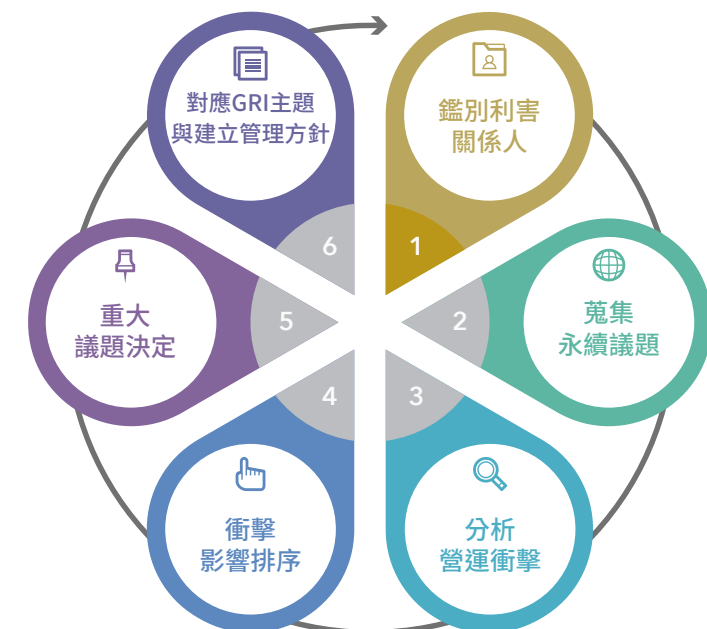 鑑別利害
關係人
1
蒐集
永續議題
2
分析
營運衝擊
3
衝擊
影響排序
4
重大
議題決定
5
對應GRI主題
與建立管理方針
6